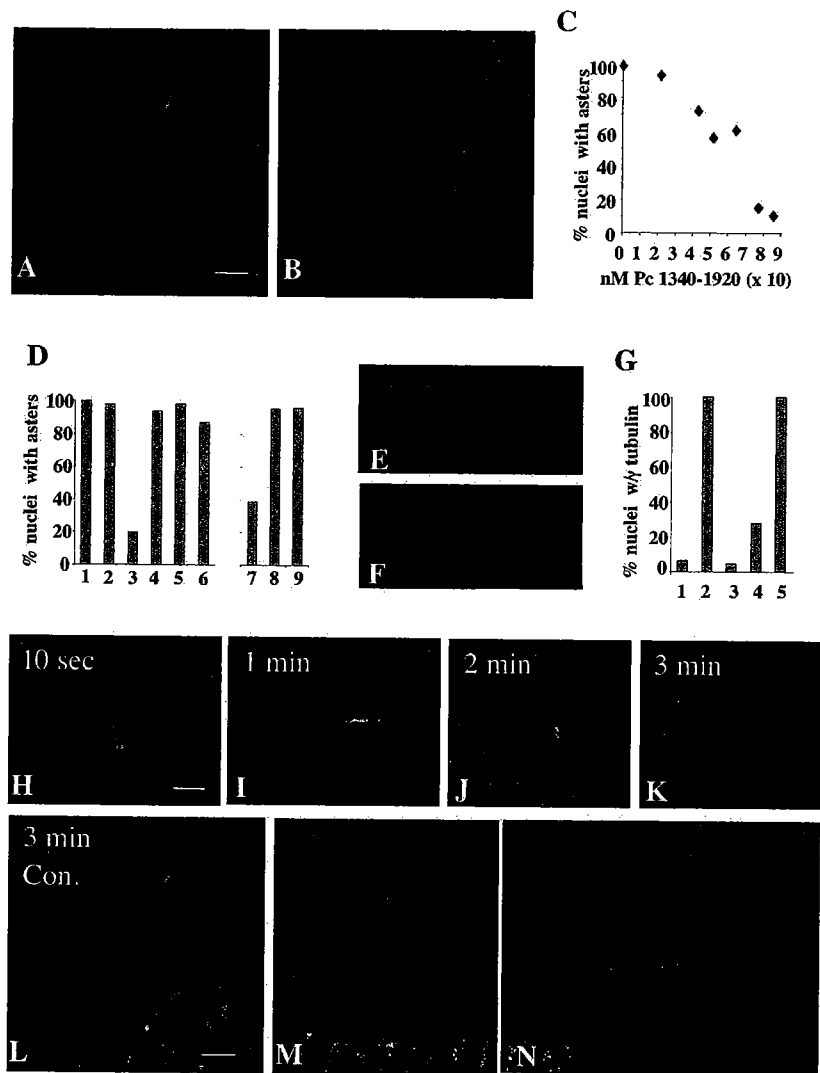 C
% nuclei with asters
100
80
60
40
20
0
0 1 2 3 4 5 6 7 8 9
nM Pc 1340-1920 (x 10)
A
B
D
% nuclei with asters
100
80
60
40
20
0
1 2 3 4 5 6 7 8 9
E
F
G
% nuclei w/γ tubulin
100
80
60
40
20
0
1 2 3 4 5
10 sec
H
1 min
I
2 min
J
3 min
K
3 min
Con.
L
M
N